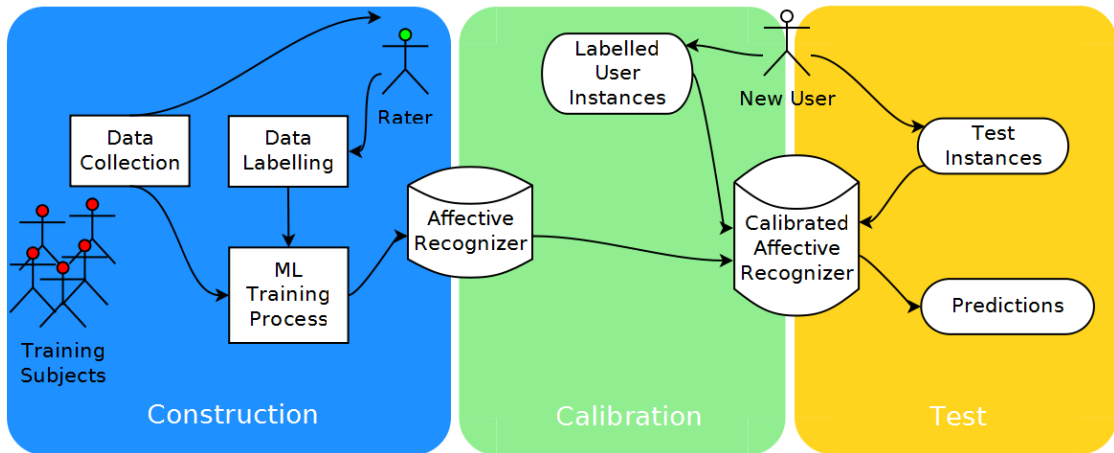 Rater
Data
Collection
Data
Labelling
Training
Subjects
ML
Training
Process
Affective
Recognizer
Construction
Labelled
User
Instances
New User
Calibrated
Affective
Recognizer
Calibration
Test
Instances
Predictions
Test